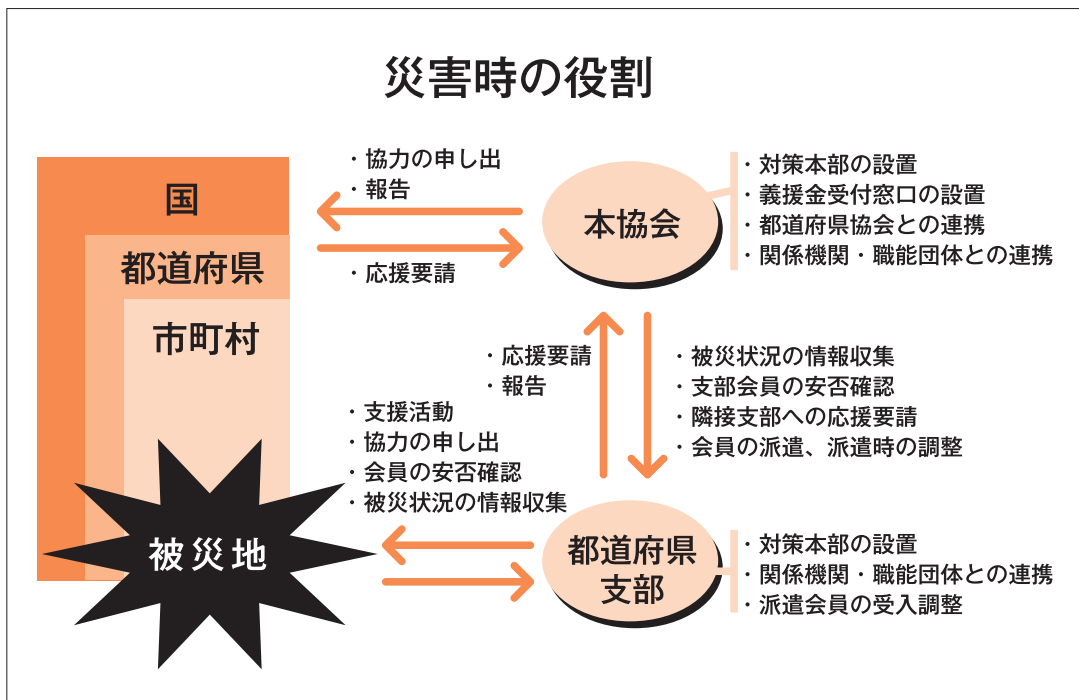 災害時の役割
国
都道府県
市町村
被災地
・協力の申し出
・報告
・応援要請
本協会
・対策本部の設置
・義援金受付窓口の設置
・都道府県協会との連携
・関係機関・職能団体との連携
・応援要請
・報告
・被災状況の情報収集
・支部会員の安否確認
・隣接支部への応援要請
・会員の派遣、派遣時の調整
・支援活動
・協力の申し出
・会員の安否確認
・被災状況の情報収集
都道府県
支部
・対策本部の設置
・関係機関・職能団体との連携
・派遣会員の受入調整